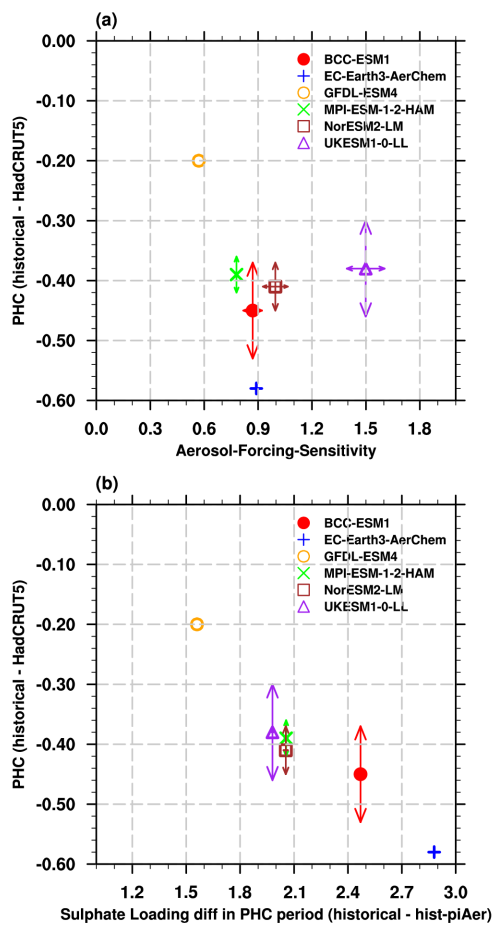 (a)
0.00
-0.10
-0.20
-0.30
-0.40
-0.50
-0.60
PHC (historical - HadCRUT5)
BCC-ESM1
EC-Earth3-AerChem
GFDL-ESM4
MPI-ESM-1-2-HAM
NorESM2-LM
UKESM1-0-LL
0.0 0.3 0.6 0.9 1.2 1.5 1.8
Aerosol-Forcing-Sensitivity
(b)
0.00
-0.10
-0.20
-0.30
-0.40
-0.50
-0.60
PHC (historical - HadCRUT5)
BCC-ESM1
EC-Earth3-AerChem
GFDL-ESM4
MPI-ESM-1-2-HAM
NorESM2-LM
UKESM1-0-LL
1.2 1.5 1.8 2.1 2.4 2.7 3.0
Sulphate Loading diff in PHC period (historical - hist-piAer)